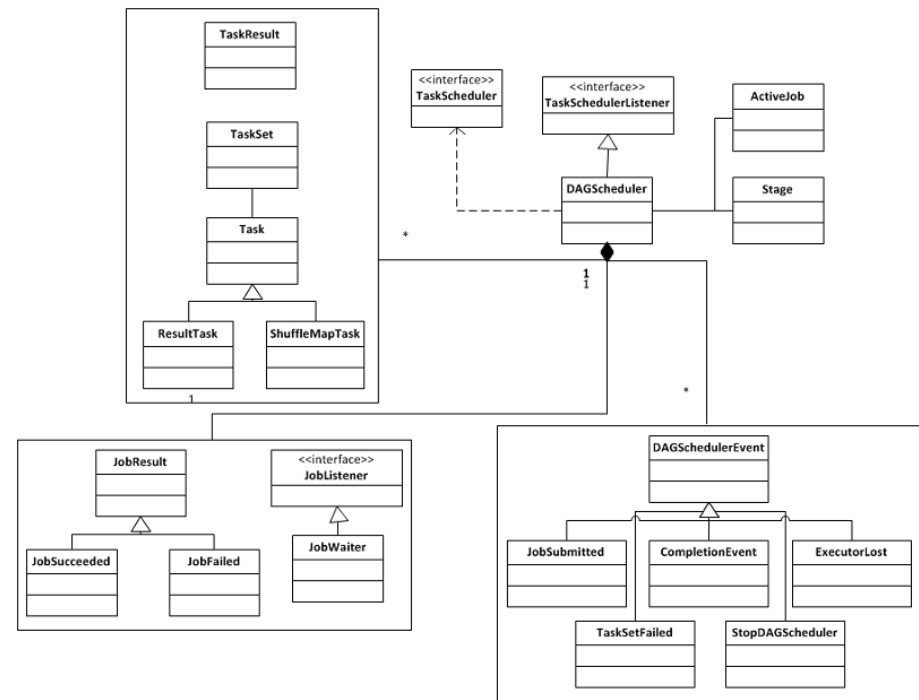 TaskResult
<<interface>>
TaskScheduler
<<interface>>
TaskSchedulerListener
ActiveJob
TaskSet
DAGScheduler
Stage
Task
*
1
1
ResultTask
ShuffleMapTask
1
*
JobResult
<<interface>>
JobListener
DAGSchedulerEvent
JobSucceeded
JobFailed
JobWaiter
JobSubmitted
CompletionEvent
ExecutorLost
TaskSetFailed
StopDAGScheduler